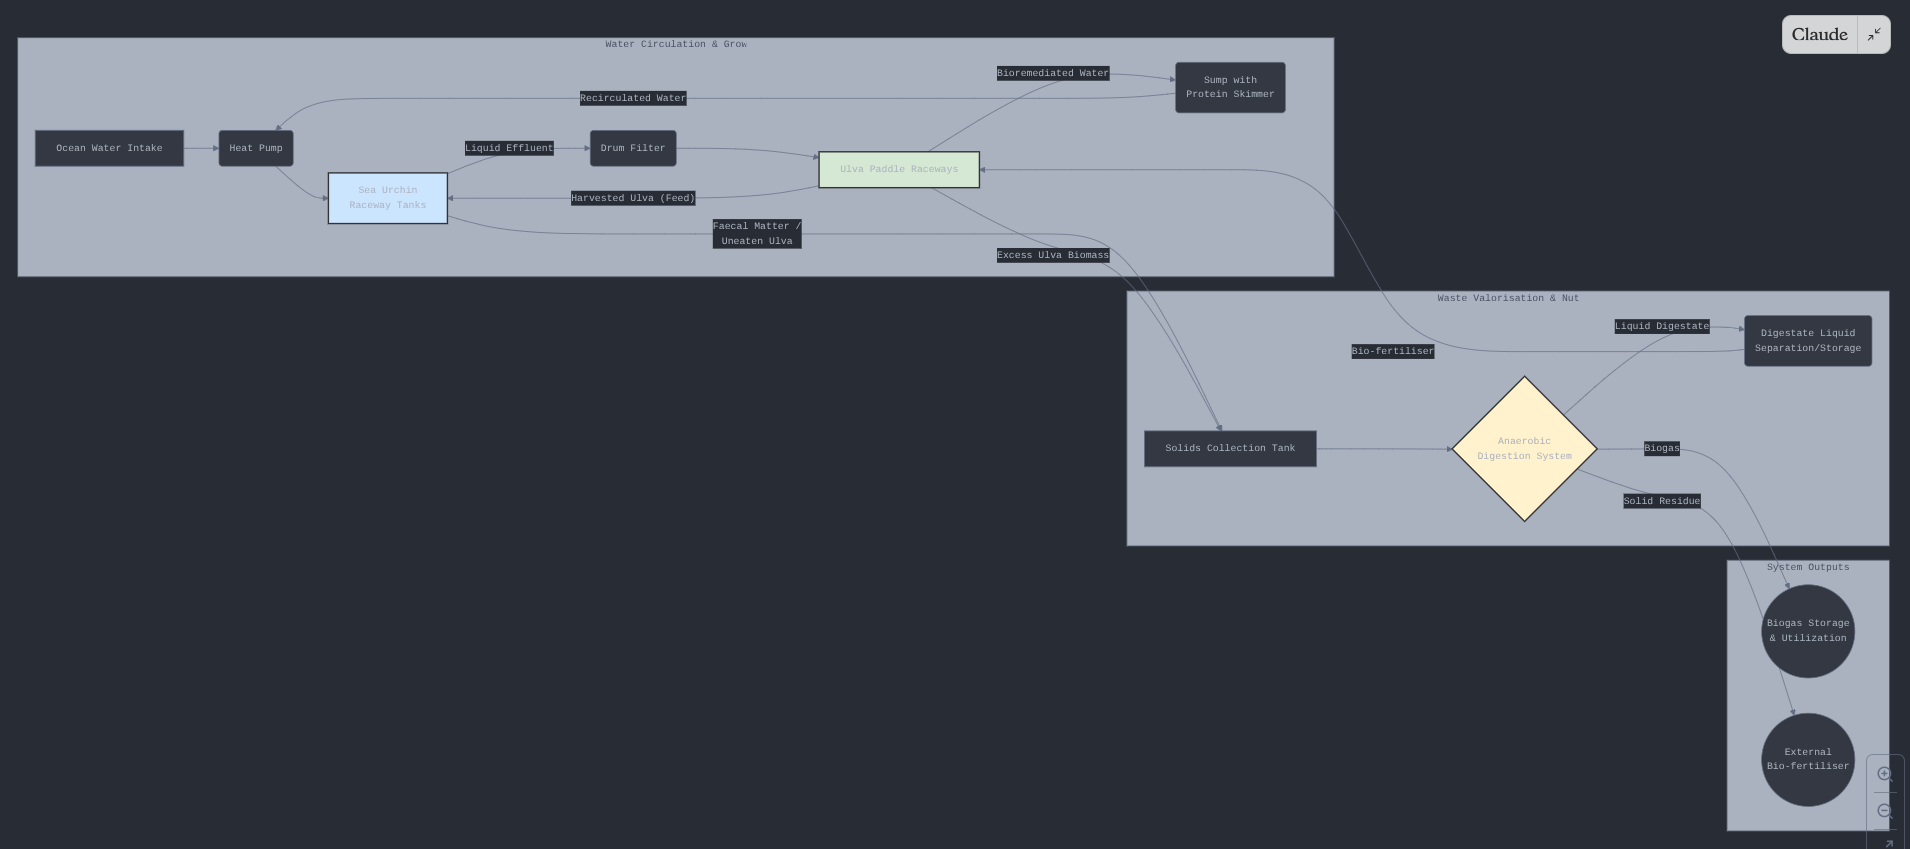 Claude
Water Circulation & Grow
Bioremediated Water
Sump with
Protein Skimmer
Recirculated Water
Ocean Water Intake
Heat Pump
Liquid Effluent
Drum Filter
Ulva Paddle Raceways
Sea Urchin
Raceway Tanks
Harvested Ulva (Feed)
Faecal Matter /
Uneaten Ulva
Excess Ulva Biomass
Waste Valorisation & Nut
Liquid Digestate
Digestate Liquid
Separation/Storage
Bio-fertiliser
Solids Collection Tank
Anaerobic
Digestion System
Biogas
Solid Residue
System Outputs
Biogas Storage
& Utilization
External
Bio-fertiliser